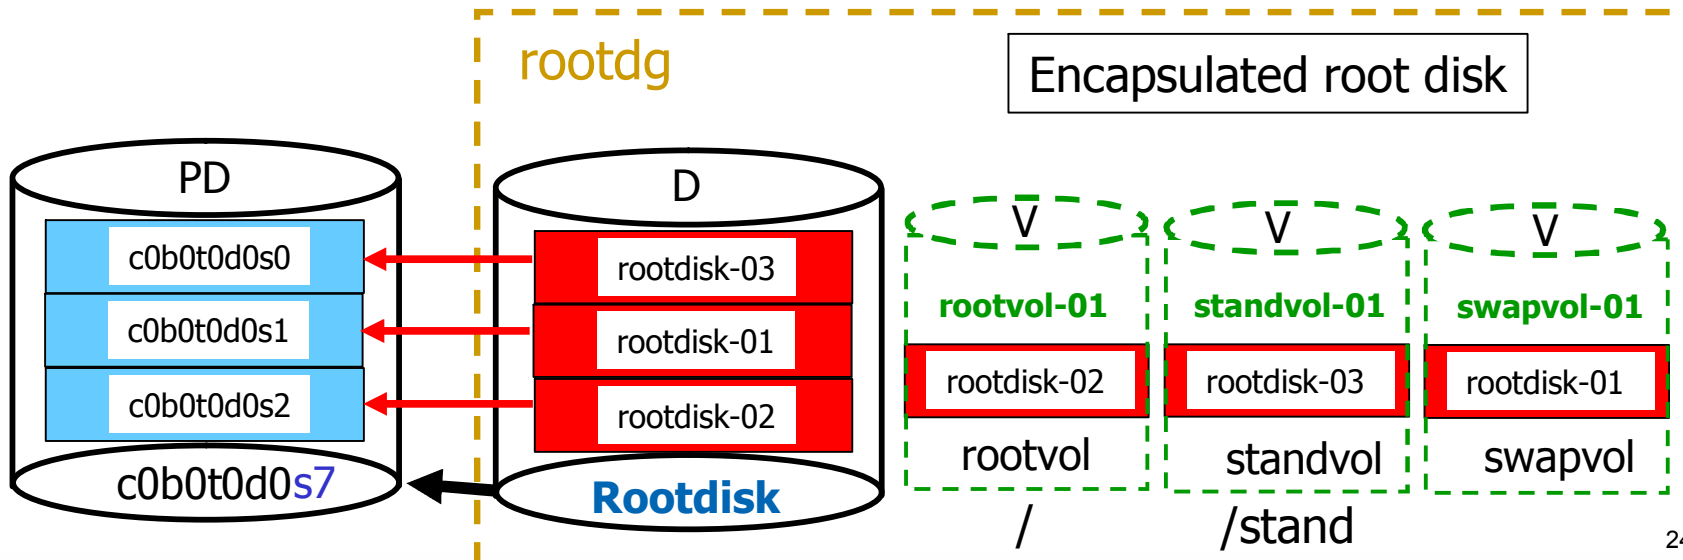 rootdg
Encapsulated root disk
PD
c0b0t0d0s0
c0b0t0d0s1
c0b0t0d0s2
c0b0t0d0s7
D
rootdisk-03
rootdisk-01
rootdisk-02
Rootdisk
V
rootvol-01
rootdisk-02
rootvol
/
V
standvol-01
rootdisk-03
standvol
/stand
V
swapvol-01
rootdisk-01
swapvol
24